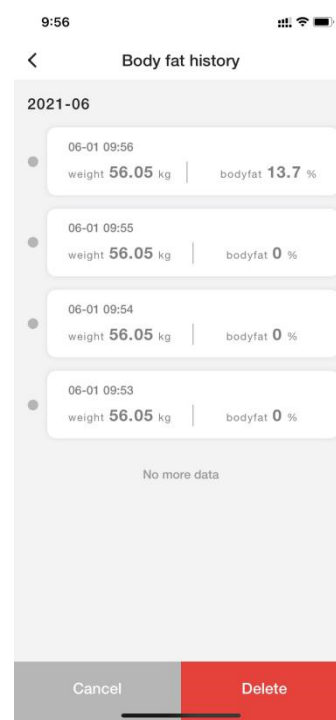 9:56
Body fat history
2021-06
06-01 09:56
weight 56.05 kg bodyfat 13.7 %
06-01 09:55
weight 56.05 kg bodyfat 0 %
06-01 09:54
weight 56.05 kg bodyfat 0 %
06-01 09:53
weight 56.05 kg bodyfat 0 %
No more data
Cancel Delete